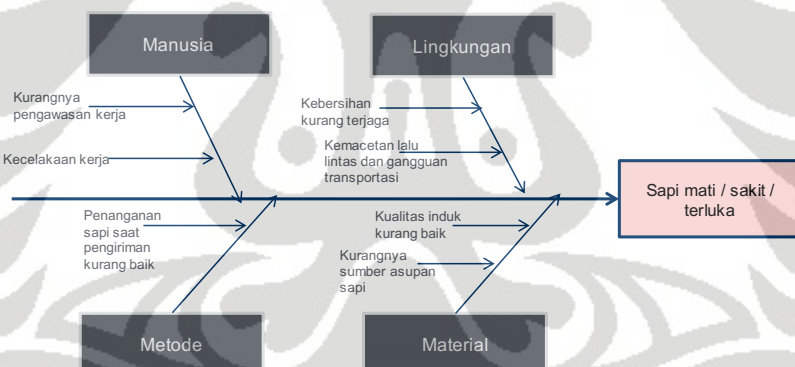 Manusia
Lingkungan
Kurangnya
pengawasan kerja
Kecelakaan kerja
Kebersihan
kurang terjaga
Kemacetan lalu
lintas dan gangguan
transportasi
Sapi mati / sakit /
terluka
Penanganan
sapi saat
pengiriman
kurang baik
Kualitas induk
kurang baik
Kurangnya
sumber asupan
sapi
Metode
Material